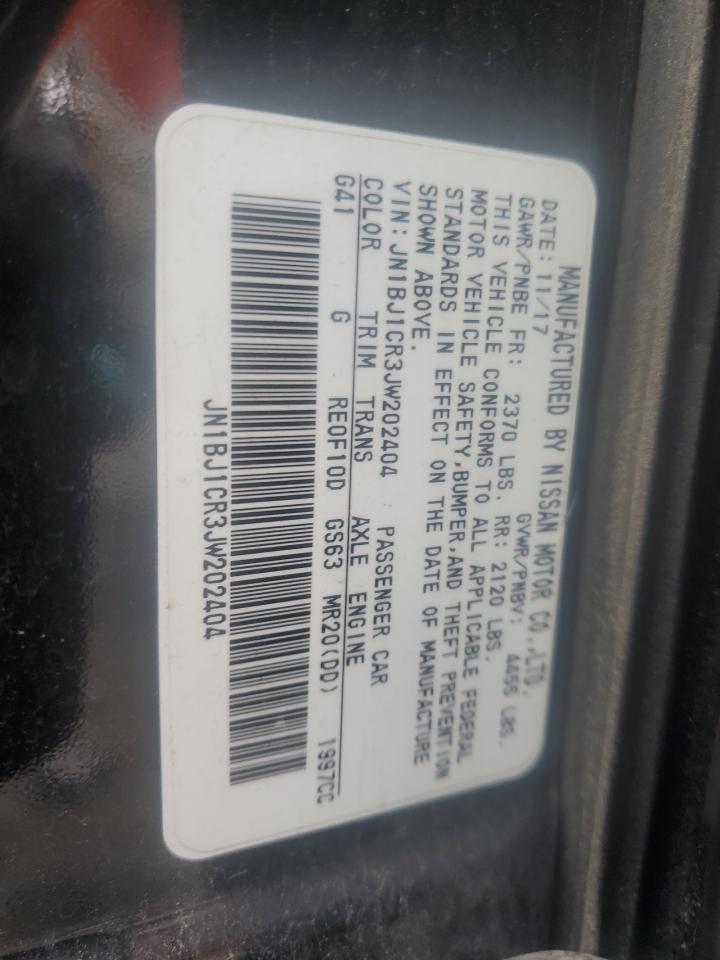 MANUFACTURED BY NISSAN MOTOR CO.,LTD.
DATE: 11/17 GVWR/PNBV: 4455 LBS.
GAWR/PNBE FR: 2370 LBS. RR: 2120 LBS.
THIS VEHICLE CONFORMS TO ALL APPLICABLE FEDERAL
MOTOR VEHICLE SAFETY,BUMPER,AND THEFT PREVENTION
STANDARDS IN EFFECT ON THE DATE OF MANUFACTURE
SHOWN ABOVE.
VIN:JN1BJ1CR3JW202404 PASSENGER CAR
COLOR TRIM TRANS AXLE ENGINE
G41 G RE0F10D GS63 MR20(DD) 1997CC
JN1BJ1CR3JW202404